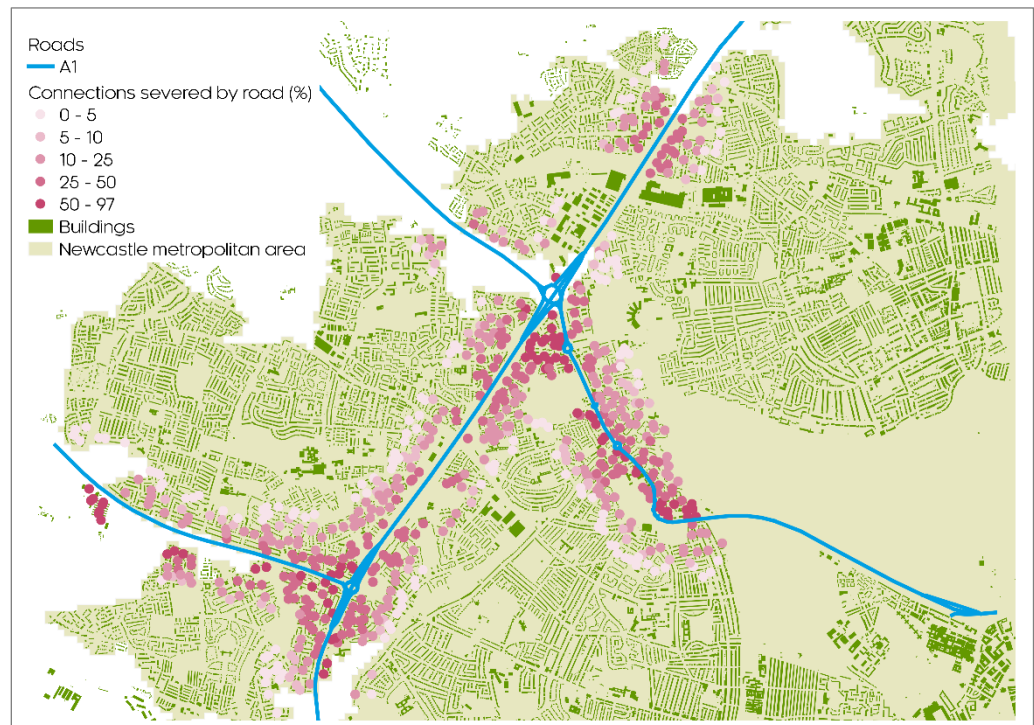 Roads
A1
Connections severed by road (%)
0 - 5
5 - 10
10 - 25
25 - 50
50 - 97
Buildings
Newcastle metropolitan area